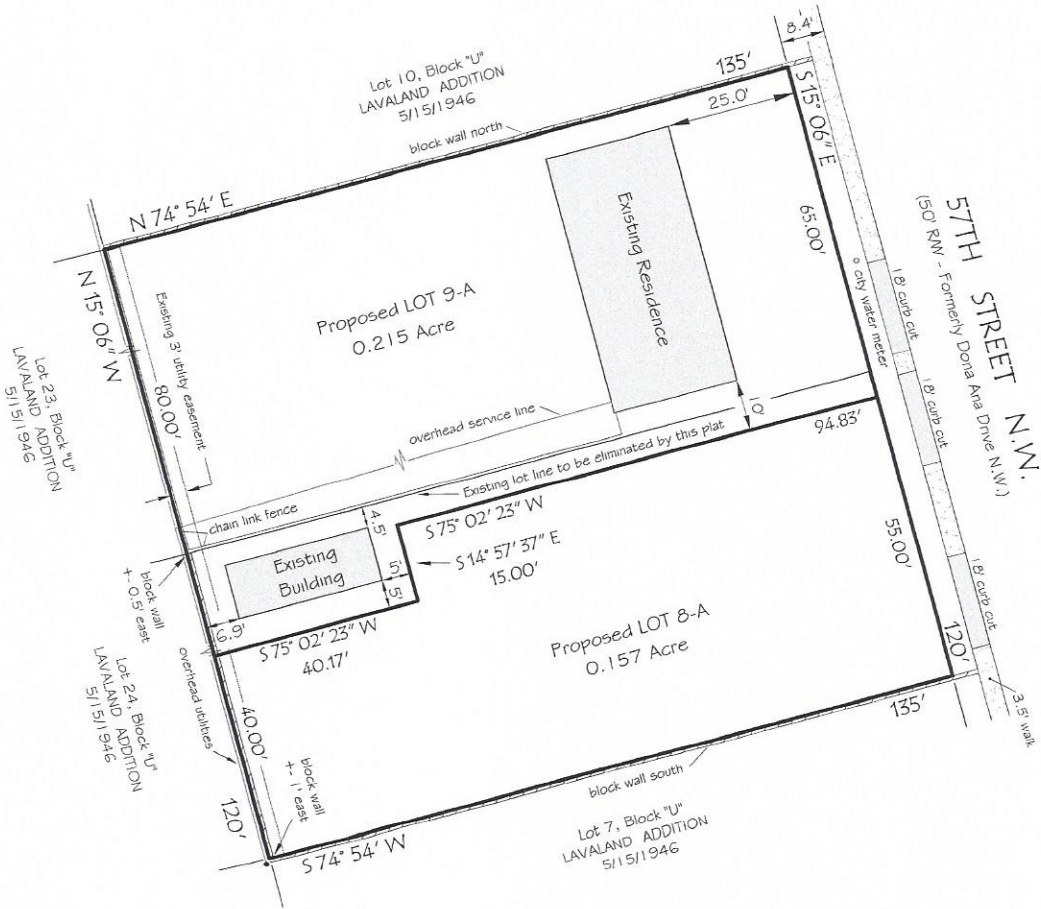 8.4'
Lot 10, Block "U"
LAVALAND ADDITION
5/15/1946
135'
S 15° 06" E
25.0'
block wall north
57TH STREET N.W.
(50' R/W - Formerly Dona Ana Drive N.W.)
N 74° 54' E
Existing Residence
65.00'
o city water meter
18' curb cut
18' curb cut
18' curb cut
N 15° 06" W
Existing 3' utility easement
80.00'
Proposed LOT 9-A
0.215 Acre
Lot 23, Block "U"
LAVALAND ADDITION
5/15/1946
overhead service line
10'
94.83'
Existing lot line to be eliminated by this plat
chain link fence
4.5'
S 75° 02' 23" W
S 14° 57' 37" E
15.00'
55.00'
Existing
Building
5'
5'
block wall
+- 0.5' east
6.9'
S 75° 02' 23" W
40.17'
Proposed LOT 8-A
0.157 Acre
120'
3.5' walk
Lot 24, Block "U"
LAVALAND ADDITION
5/15/1946
overhead utilities
40.00'
135'
block wall
+- 1' east
block wall south
120'
S 74° 54' W
Lot 7, Block "U"
LAVALAND ADDITION
5/15/1946